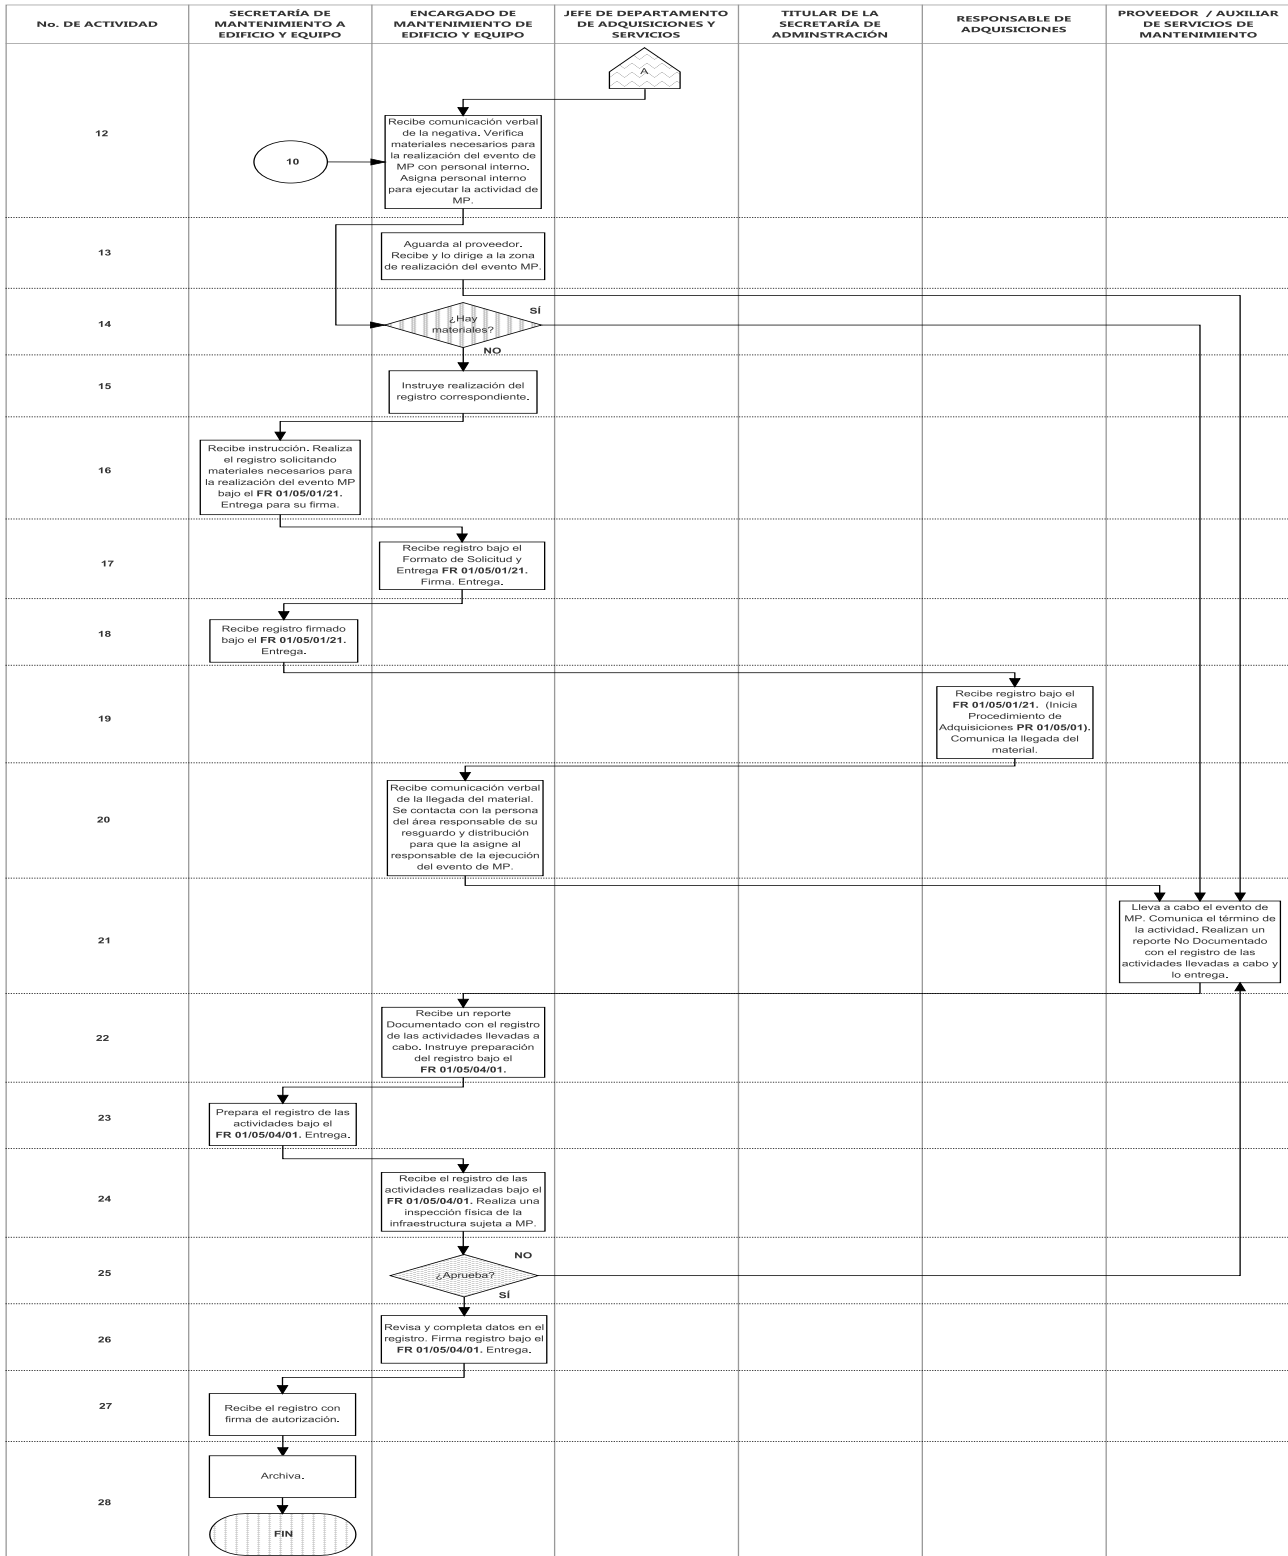 No. DE ACTIVIDAD
SECRETARÍA DE
MANTENIMIENTO A
EDIFICIO Y EQUIPO
ENCARGADO DE
MANTENIMIENTO DE
EDIFICIO Y EQUIPO
JEFE DE DEPARTAMENTO
DE ADQUISICIONES Y
SERVICIOS
TITULAR DE LA
SECRETARÍA DE
ADMINSTRACIÓN
RESPONSABLE DE
ADQUISICIONES
PROVEEDOR / AUXILIAR
DE SERVICIOS DE
MANTENIMIENTO
A
12
10
Recibe comunicación verbal
de la negativa. Verifica
materiales necesarios para
la realización del evento de
MP con personal interno.
Asigna personal interno
para ejecutar la actividad de
MP.
13
Aguarda al proveedor.
Recibe y lo dirige a la zona
de realización del evento MP.
14
¿Hay
materiales?
SÍ
NO
15
Instruye realización del
registro correspondiente.
16
Recibe instrucción. Realiza
el registro solicitando
materiales necesarios para
la realización del evento MP
bajo el FR 01/05/01/21.
Entrega para su firma.
17
Recibe registro bajo el
Formato de Solicitud y
Entrega FR 01/05/01/21.
Firma. Entrega.
18
Recibe registro firmado
bajo el FR 01/05/01/21.
Entrega.
19
Recibe registro bajo el
FR 01/05/01/21. (Inicia
Procedimiento de
Adquisiciones PR 01/05/01).
Comunica la llegada del
material.
20
Recibe comunicación verbal
de la llegada del material.
Se contacta con la persona
del área responsable de su
resguardo y distribución
para que la asigne al
responsable de la ejecución
del evento de MP.
21
Lleva a cabo el evento de
MP. Comunica el término de
la actividad. Realizan un
reporte No Documentado
con el registro de las
actividades llevadas a cabo y
lo entrega.
22
Recibe un reporte
Documentado con el registro
de las actividades llevadas a
cabo. Instruye preparación
del registro bajo el
FR 01/05/04/01.
23
Prepara el registro de las
actividades bajo el
FR 01/05/04/01. Entrega.
24
Recibe el registro de las
actividades realizadas bajo el
FR 01/05/04/01. Realiza una
inspección física de la
infraestructura sujeta a MP.
25
¿Aprueba?
NO
SÍ
26
Revisa y completa datos en el
registro. Firma registro bajo el
FR 01/05/04/01. Entrega.
27
Recibe el registro con
firma de autorización.
28
Archiva.
FIN